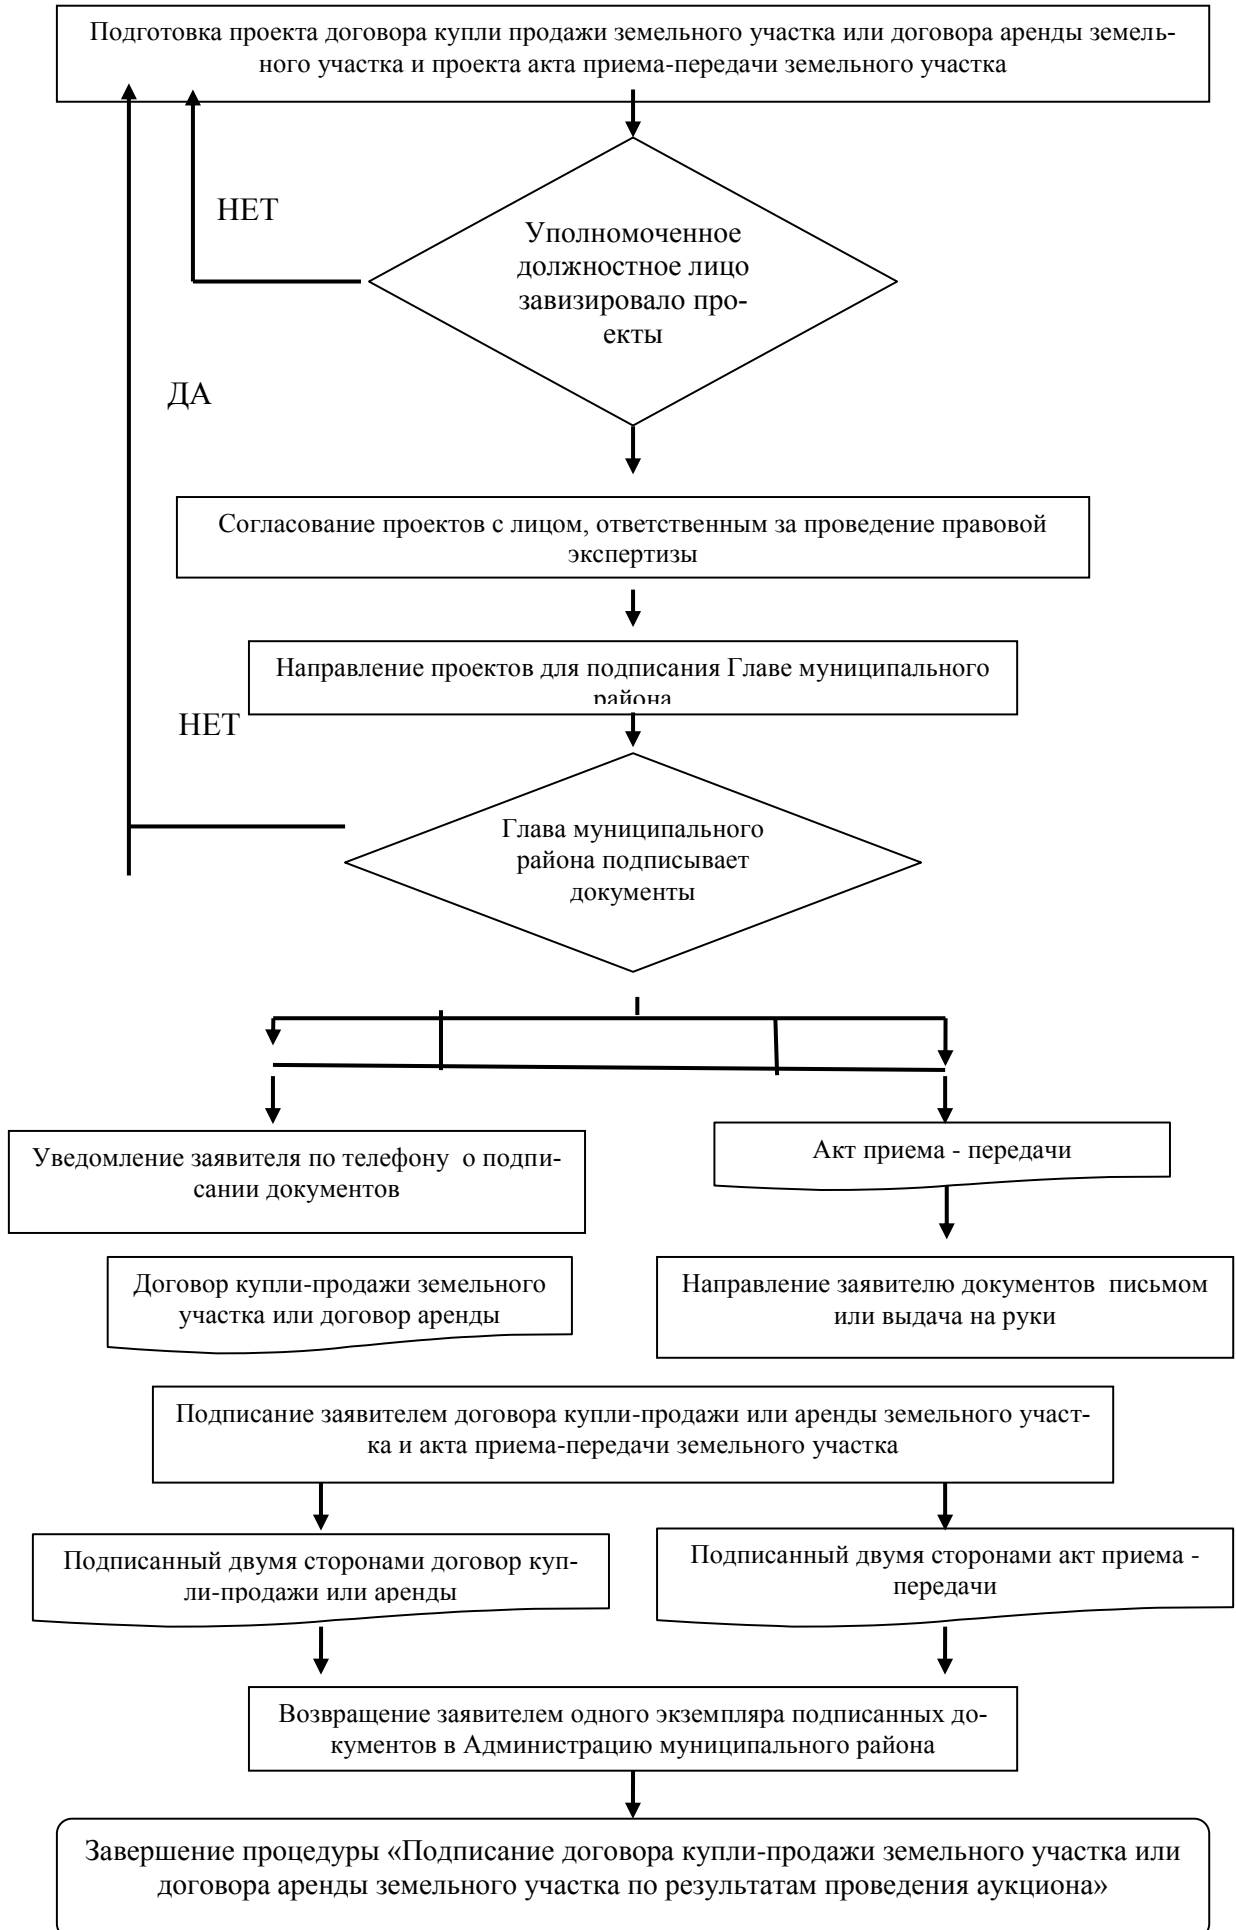 Подготовка проекта договора купли продажи земельного участка или договора аренды земель-
ного участка и проекта акта приема-передачи земельного участка
НЕТ
Уполномоченное
должностное лицо
завизировало про-
екты
ДА
Согласование проектов с лицом, ответственным за проведение правовой
экспертизы
Направление проектов для подписания Главе муниципального
района
НЕТ
Глава муниципального
района подписывает
документы
Уведомление заявителя по телефону о подпи-
сании документов
Акт приема - передачи
Договор купли-продажи земельного
участка или договор аренды
Направление заявителю документов письмом
или выдача на руки
Подписание заявителем договора купли-продажи или аренды земельного участ-
ка и акта приема-передачи земельного участка
Подписанный двумя сторонами договор куп-
ли-продажи или аренды
Подписанный двумя сторонами акт приема -
передачи
Возвращение заявителем одного экземпляра подписанных до-
кументов в Администрацию муниципального района
Завершение процедуры «Подписание договора купли-продажи земельного участка или
договора аренды земельного участка по результатам проведения аукциона»